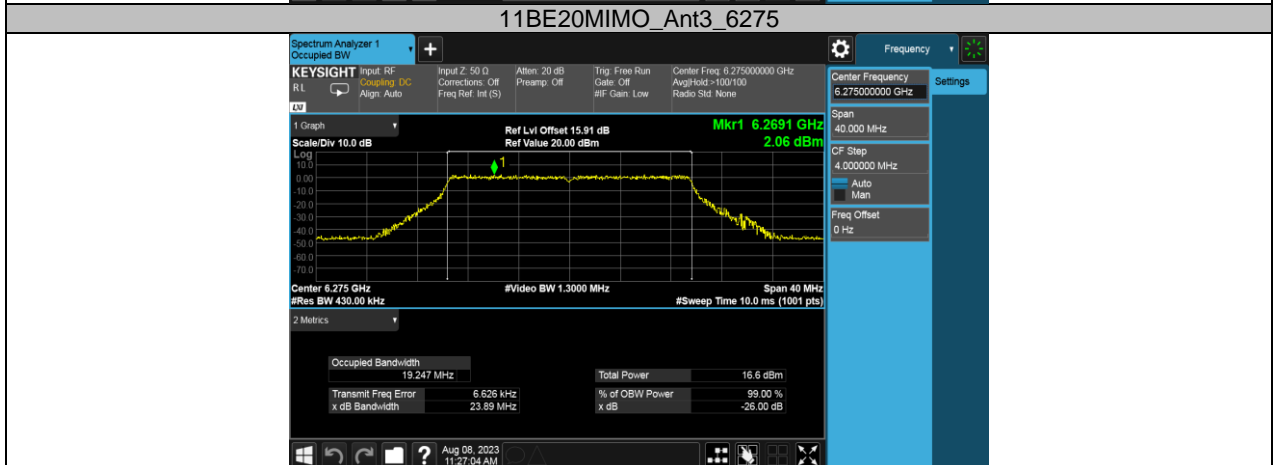 11BE20MIMO_Ant3_6275
Spectrum Analyzer 1
Occupied BW
+
Frequency
KEYSIGHT
R L
LXI
Input: RF
Coupling: DC
Align: Auto
Input Z: 50 Ω
Corrections: Off
Freq Ref: Int (S)
Atten: 20 dB
Preamp: Off
Trig: Free Run
Gate: Off
#IF Gain: Low
Center Freq: 6.275000000 GHz
Avg|Hold:>100/100
Radio Std: None
Center Frequency
6.275000000 GHz
Settings
Span
40.000 MHz
CF Step
4.000000 MHz
Auto
Man
Freq Offset
0 Hz
1 Graph
Scale/Div 10.0 dB
Ref Lvl Offset 15.91 dB
Ref Value 20.00 dBm
Mkr1 6.2691 GHz
2.06 dBm
Log
10.0
0.00
-10.0
-20.0
-30.0
-40.0
-50.0
-60.0
-70.0
1
Center 6.275 GHz
#Res BW 430.00 kHz
#Video BW 1.3000 MHz
Span 40 MHz
#Sweep Time 10.0 ms (1001 pts)
2 Metrics
Occupied Bandwidth
19.247 MHz
Total Power 16.6 dBm
Transmit Freq Error 6.626 kHz
% of OBW Power 99.00 %
x dB Bandwidth 23.89 MHz
x dB -26.00 dB
?
Aug 08, 2023
11:27:04 AM